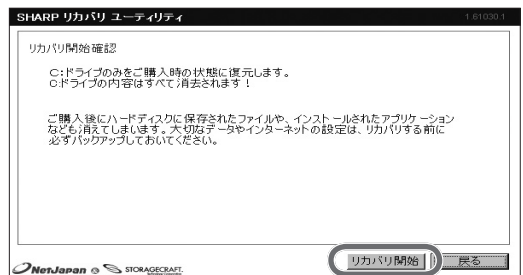 SHARP リカバリ ユーティリティ 1.61030.1
リカバリ開始確認
C:ドライブのみをご購入時の状態に復元します。
C:ドライブの内容はすべて消去されます！
ご購入後にハードディスクに保存されたファイルや、インストールされたアプリケーション
なども消えてしまいます。大切なデータやインターネットの設定は、リカバリする前に
必ずバックアップしておいてください。
リカバリ開始 戻る
NetJapan STORAGECRAFT